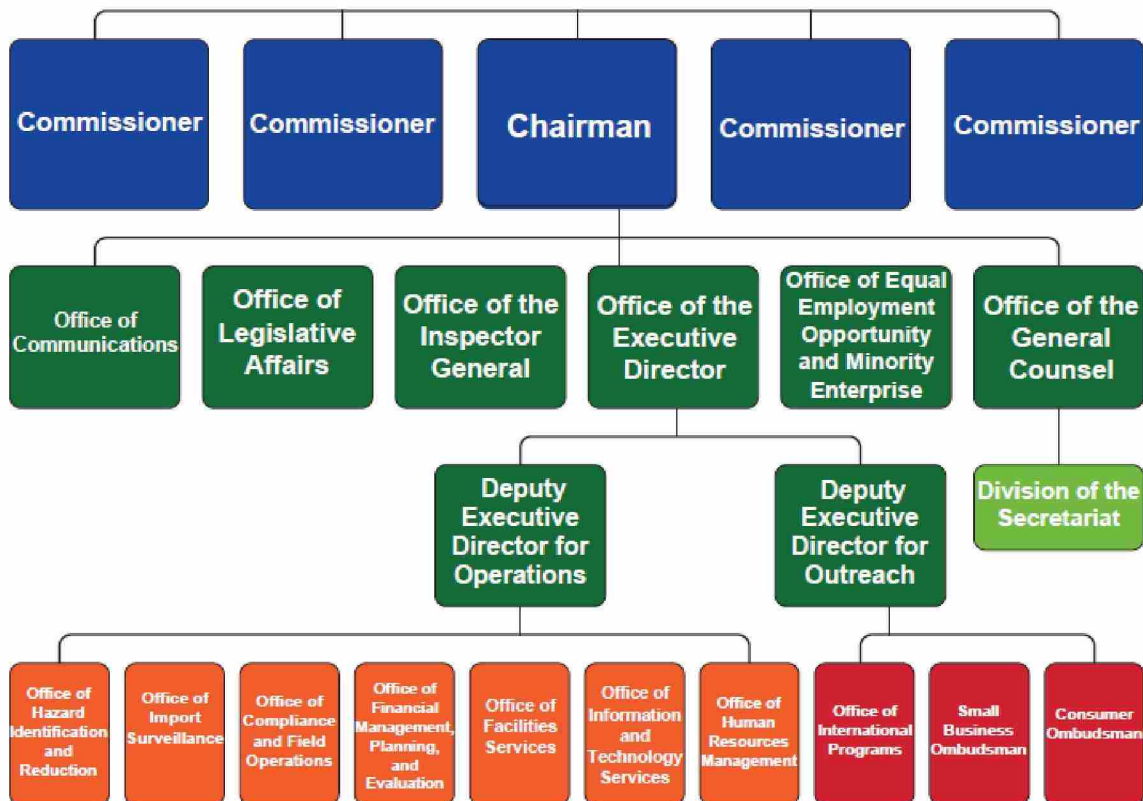 Commissioner
Commissioner
Chairman
Commissioner
Commissioner
Office of
Communications
Office of
Legislative
Affairs
Office of the
Inspector
General
Office of the
Executive
Director
Office of Equal
Employment
Opportunity
and Minority
Enterprise
Office of the
General
Counsel
Deputy
Executive
Director for
Operations
Deputy
Executive
Director for
Outreach
Division of the
Secretariat
Office of
Hazard
Identification
and
Reduction
Office of
Import
Surveillance
Office of
Compliance
and Field
Operations
Office of
Financial
Management,
Planning,
and
Evaluation
Office of
Facilities
Services
Office of
Information
and
Technology
Services
Office of
Human
Resources
Management
Office of
International
Programs
Small
Business
Ombudsman
Consumer
Ombudsman